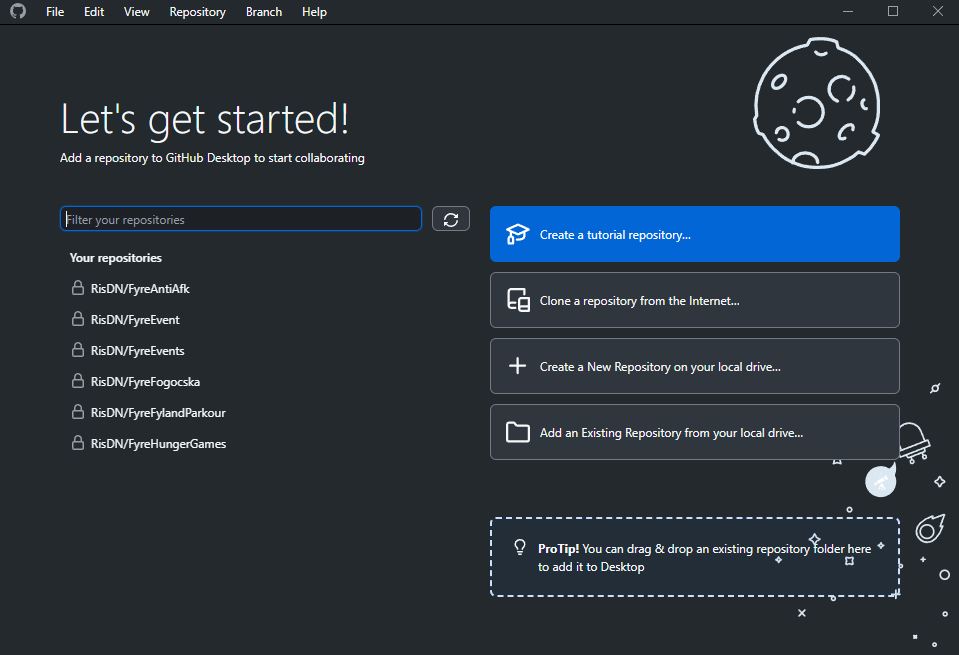 File Edit View Repository Branch Help
Let's get started!
Add a repository to GitHub Desktop to start collaborating
Filter your repositories
Your repositories
RisDN/FyreAntiAfk
RisDN/FyreEvent
RisDN/FyreEvents
RisDN/FyreFogocska
RisDN/FyreFylandParkour
RisDN/FyreHungerGames
Create a tutorial repository...
Clone a repository from the Internet...
Create a New Repository on your local drive...
Add an Existing Repository from your local drive...
ProTip! You can drag & drop an existing repository folder here
to add it to Desktop